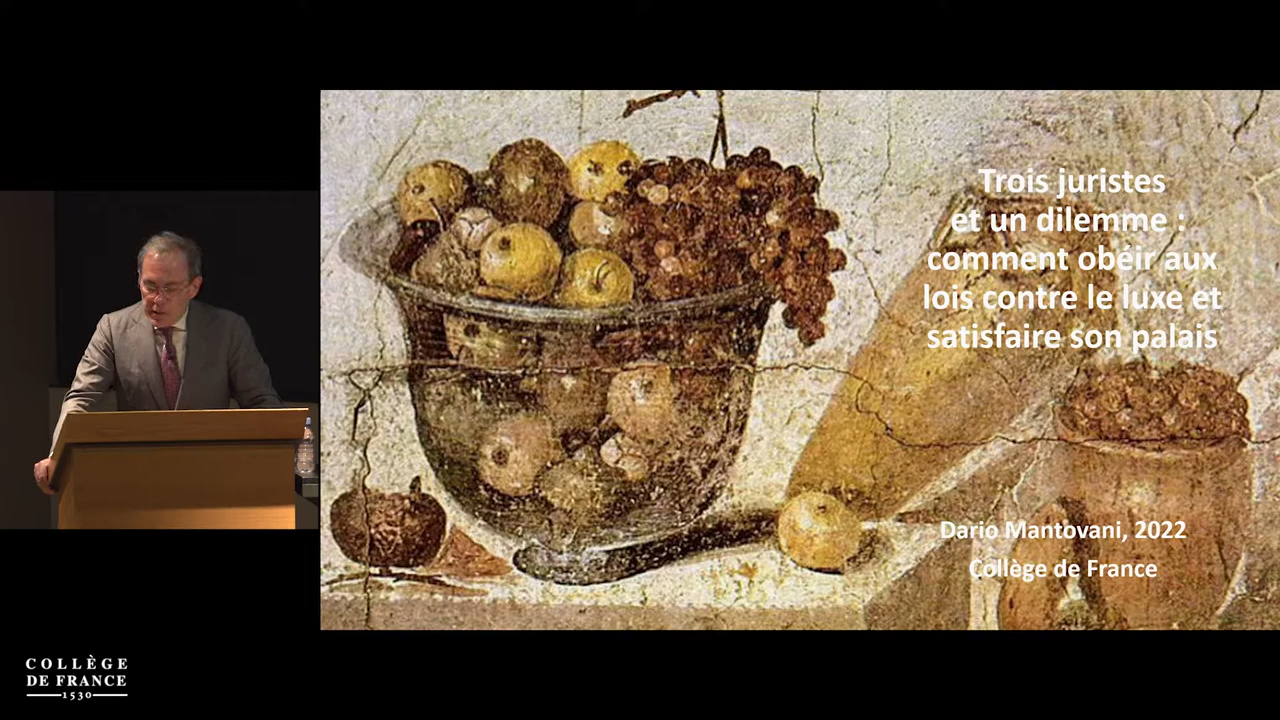 Trois juristes
et un dilemme :
comment obéir aux
lois contre le luxe et
satisfaire son palais
Dario Mantovani, 2022
Collège de France
COLLÈGE
DE FRANCE
1530